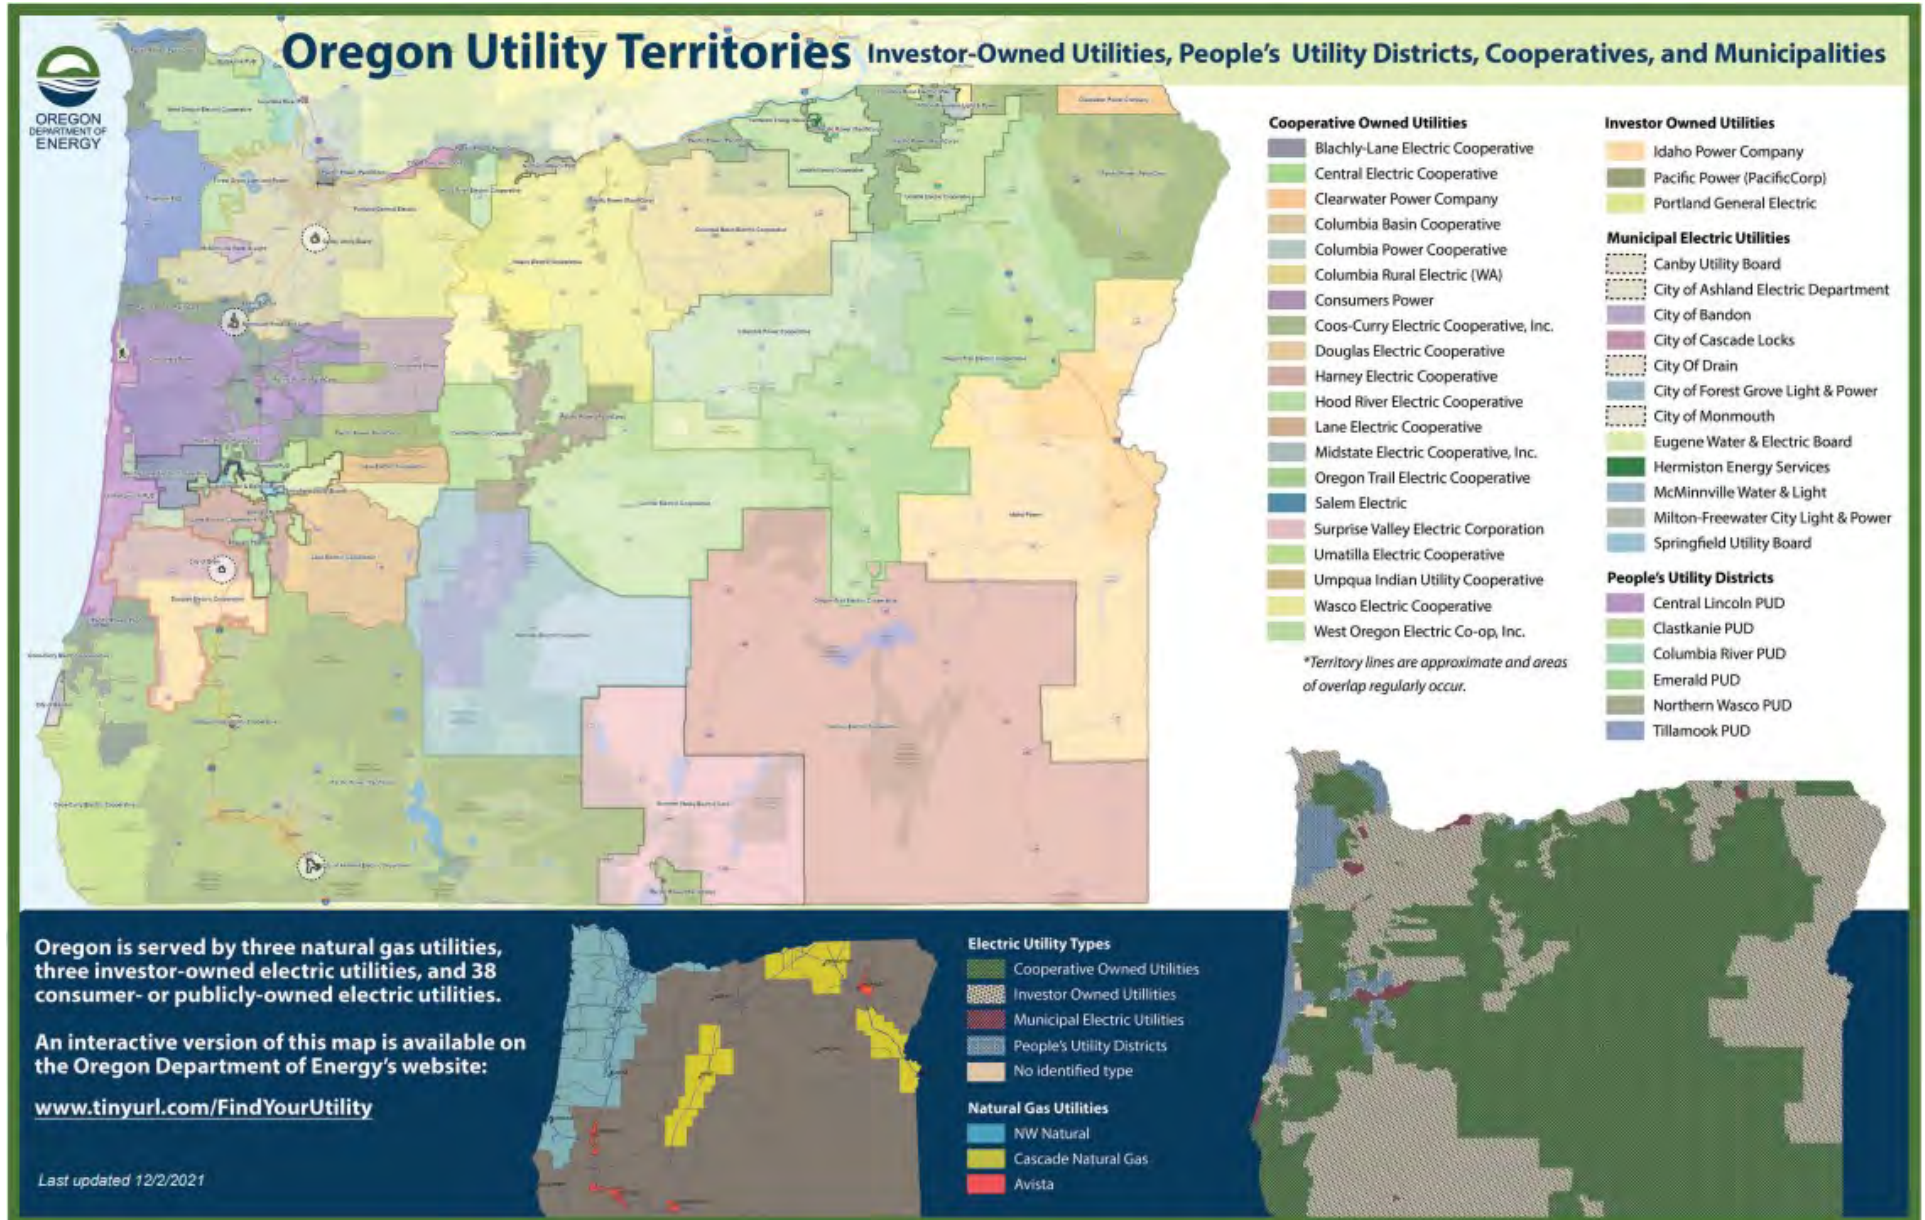 Oregon Utility Territories Investor-Owned Utilities, People's Utility Districts, Cooperatives, and Municipalities
OREGON
DEPARTMENT OF
ENERGY
Cooperative Owned Utilities
Blachly-Lane Electric Cooperative
Central Electric Cooperative
Clearwater Power Company
Columbia Basin Cooperative
Columbia Power Cooperative
Columbia Rural Electric (WA)
Consumers Power
Coos-Curry Electric Cooperative, Inc.
Douglas Electric Cooperative
Harney Electric Cooperative
Hood River Electric Cooperative
Lane Electric Cooperative
Midstate Electric Cooperative, Inc.
Oregon Trail Electric Cooperative
Salem Electric
Surprise Valley Electric Corporation
Umatilla Electric Cooperative
Umpqua Indian Utility Cooperative
Wasco Electric Cooperative
West Oregon Electric Co-op, Inc.
*Territory lines are approximate and areas
of overlap regularly occur.
Investor Owned Utilities
Idaho Power Company
Pacific Power (PacificCorp)
Portland General Electric
Municipal Electric Utilities
Canby Utility Board
City of Ashland Electric Department
City of Bandon
City of Cascade Locks
City Of Drain
City of Forest Grove Light & Power
City of Monmouth
Eugene Water & Electric Board
Hermiston Energy Services
McMinnville Water & Light
Milton-Freewater City Light & Power
Springfield Utility Board
People's Utility Districts
Central Lincoln PUD
Clastkanie PUD
Columbia River PUD
Emerald PUD
Northern Wasco PUD
Tillamook PUD
Oregon is served by three natural gas utilities,
three investor-owned electric utilities, and 38
consumer- or publicly-owned electric utilities.
An interactive version of this map is available on
the Oregon Department of Energy's website:
www.tinyurl.com/FindYourUtility
Last updated 12/2/2021
Electric Utility Types
Cooperative Owned Utilities
Investor Owned Utilities
Municipal Electric Utilities
People's Utility Districts
No identified type
Natural Gas Utilities
NW Natural
Cascade Natural Gas
Avista